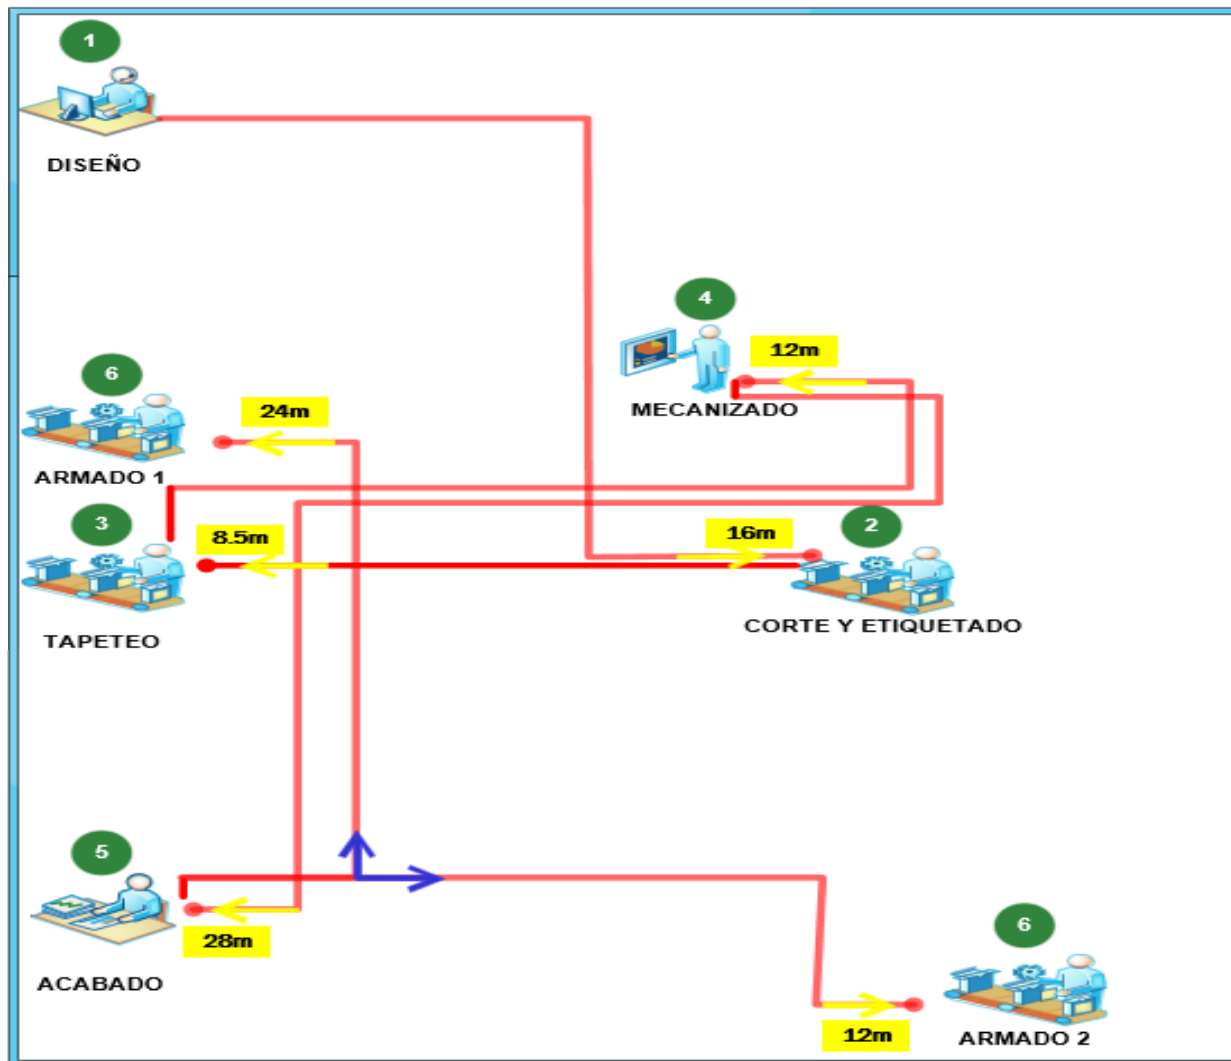 1
DISEÑO
4
12m
MECANIZADO
6
24m
ARMADO 1
3
8.5m
TAPETEO
16m
2
CORTE Y ETIQUETADO
5
28m
ACABADO
6
12m
ARMADO 2